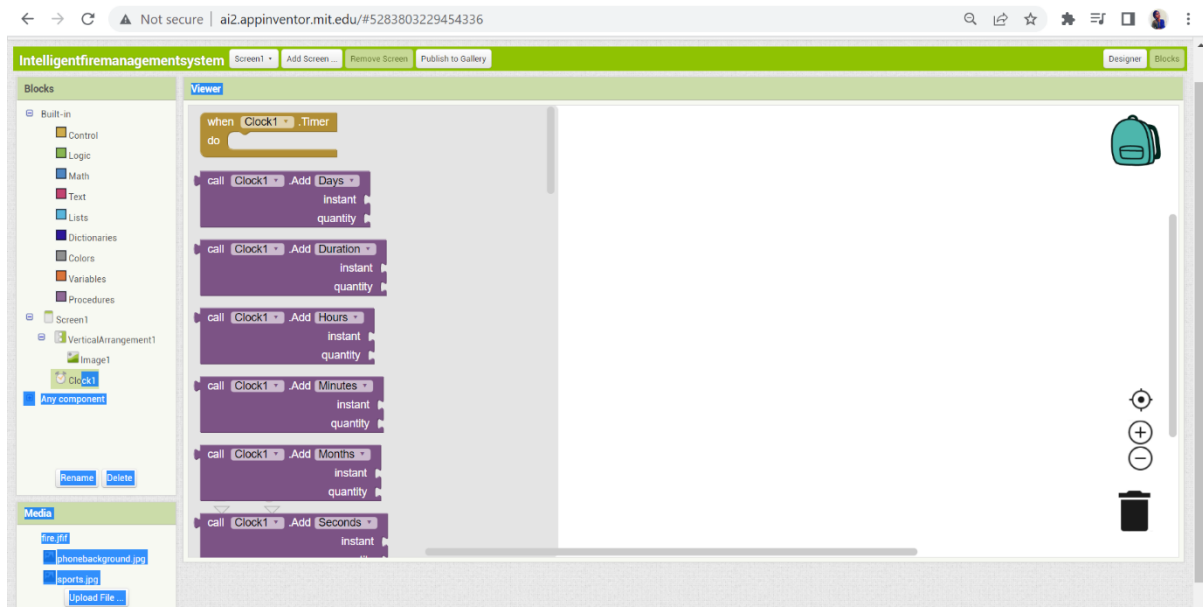 Not secure | ai2.appinventor.mit.edu/#5283803229454336
Intelligentfiremanagementsystem Screen1 Add Screen ... Remove Screen Publish to Gallery Designer Blocks
Blocks
Built-in
Control
Logic
Math
Text
Lists
Dictionaries
Colors
Variables
Procedures
Screen1
VerticalArrangement1
Image1
Clock1
Any component
Rename Delete
Media
fire.jfif
phonebackground.jpg
sports.jpg
Upload File ...
Viewer
when Clock1 .Timer
do
call Clock1 .Add Days
instant
quantity
call Clock1 .Add Duration
instant
quantity
call Clock1 .Add Hours
instant
quantity
call Clock1 .Add Minutes
instant
quantity
call Clock1 .Add Months
instant
quantity
call Clock1 .Add Seconds
instant